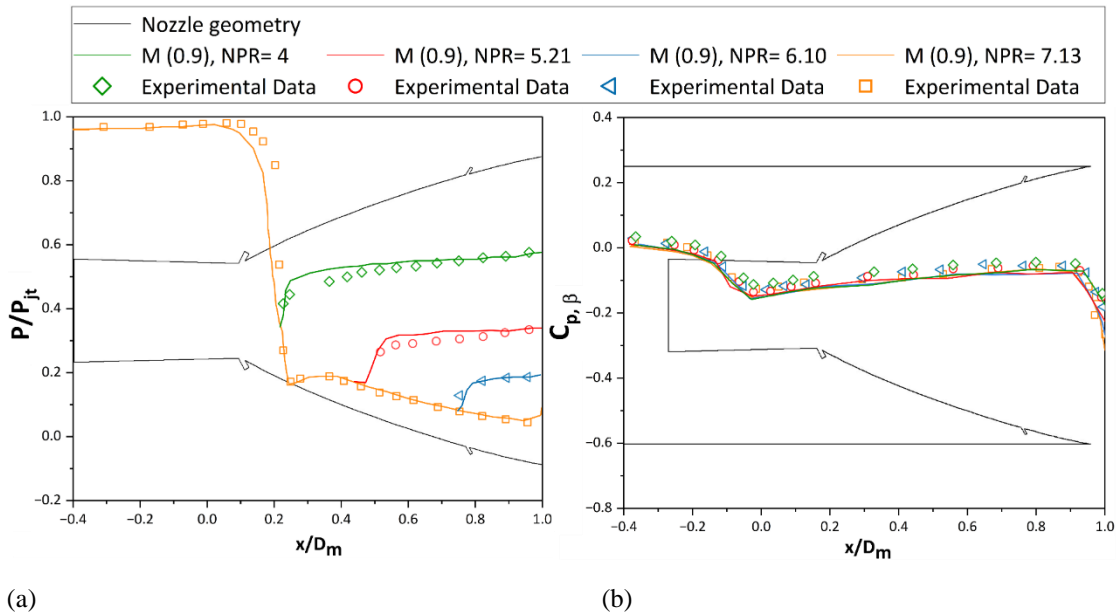 Nozzle geometry
M (0.9), NPR= 4 M (0.9), NPR= 5.21 M (0.9), NPR= 6.10 M (0.9), NPR= 7.13
Experimental Data Experimental Data Experimental Data Experimental Data
1.0
0.8
0.6
0.4
0.2
0.0
−0.2
P/Pjt
−0.4 −0.2 0.0 0.2 0.4 0.6 0.8 1.0
x/Dm
0.4
0.2
0.0
−0.2
−0.4
−0.6
−0.8
Cp, β
−0.4 −0.2 0.0 0.2 0.4 0.6 0.8 1.0
x/Dm
(a) (b)